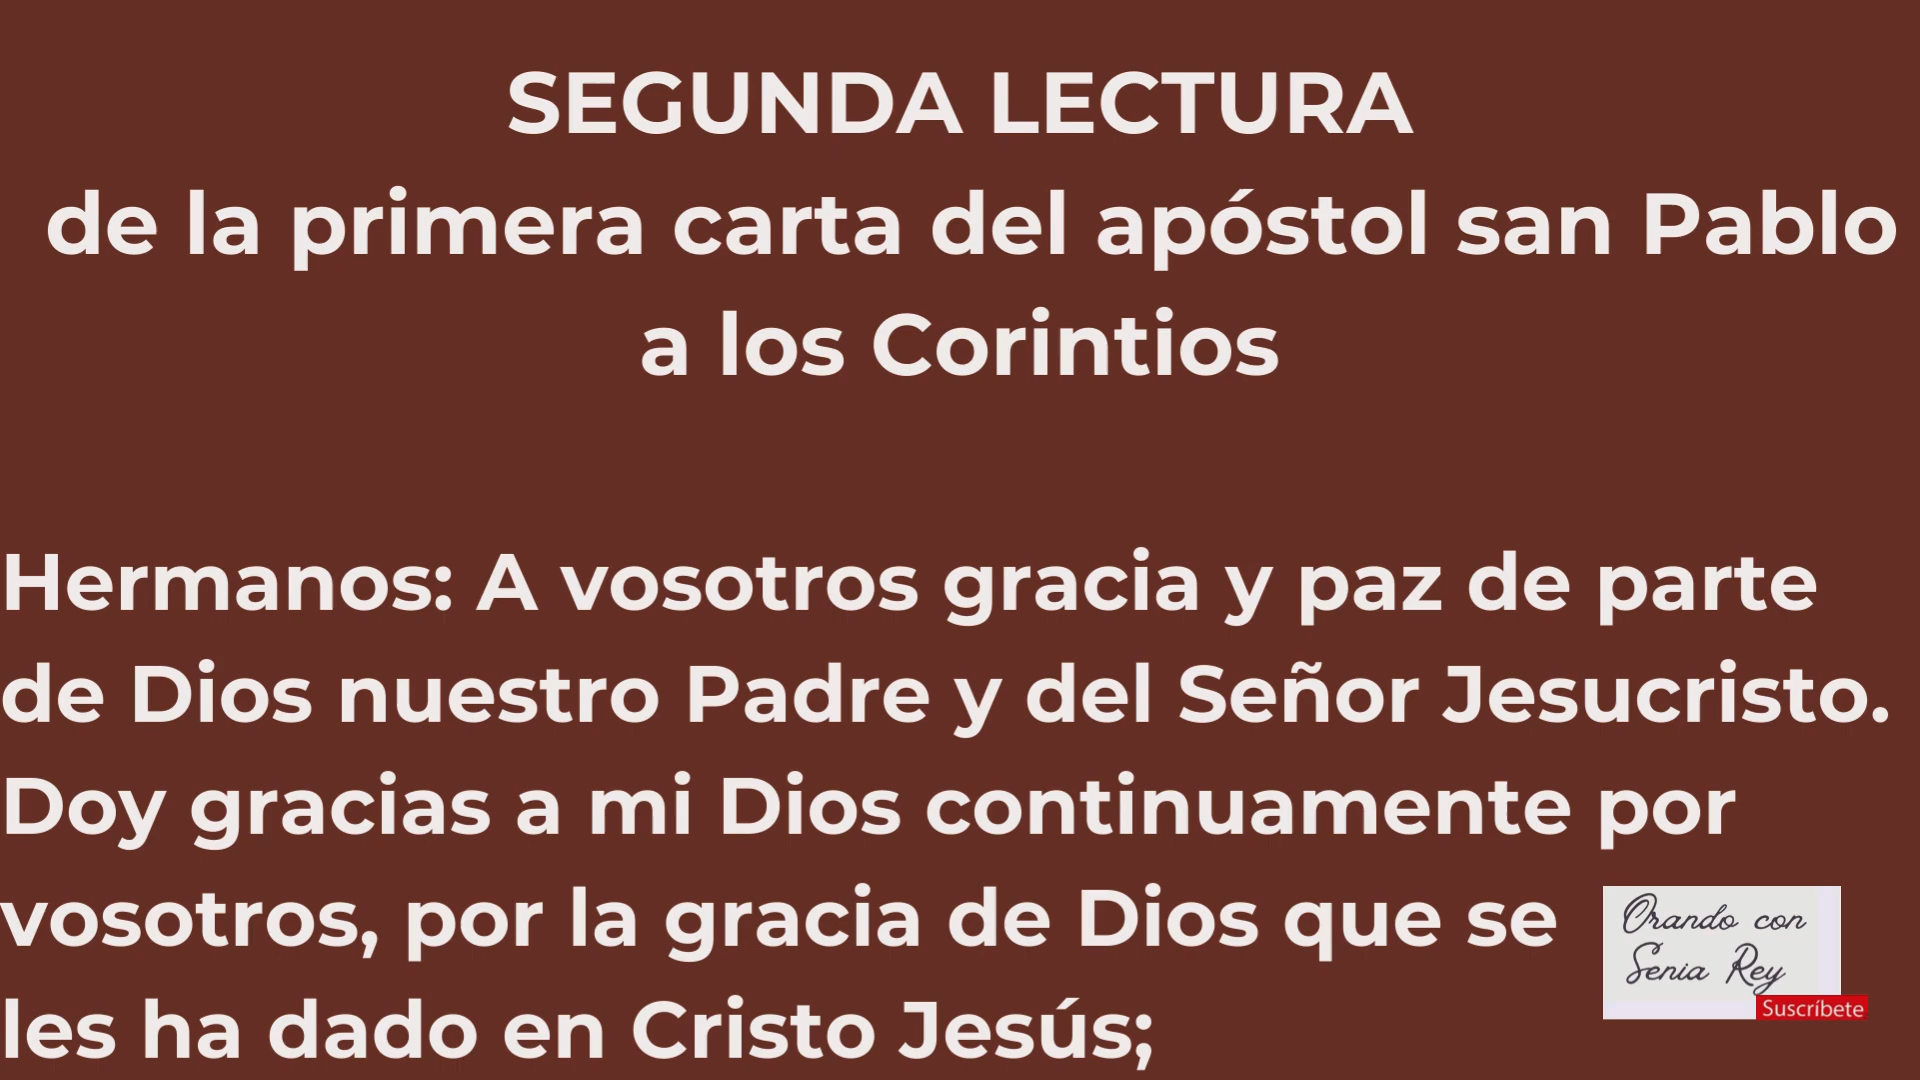 SEGUNDA LECTURA
de la primera carta del apóstol san Pablo
a los Corintios
Hermanos: A vosotros gracia y paz de parte
de Dios nuestro Padre y del Señor Jesucristo.
Doy gracias a mi Dios continuamente por
vosotros, por la gracia de Dios que se
les ha dado en Cristo Jesús;
Orando con
Senia Rey
Suscríbete